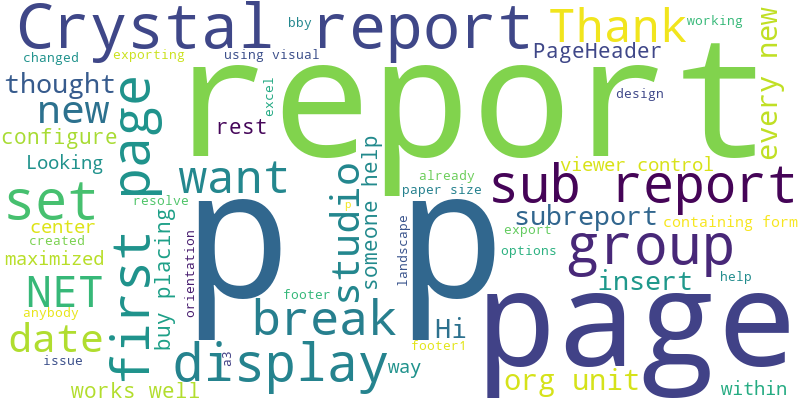 Crystal report
bby
Thank
working
changed
exporting
using visual
PageHeader
every new
thought
new
report
excel
design
configure
first page
rest
Looking
want
studio
someone help
already
viewer control
set
resolve
paper size
sub report
center
buy placing
orientation
p p
P
landscape
subreport
containing form
created
export
group
maximized
options
NET
footer
insert
help
anybody
break
Hi
page
date
issue
display
a3
way
footer1
works well
org unit
within